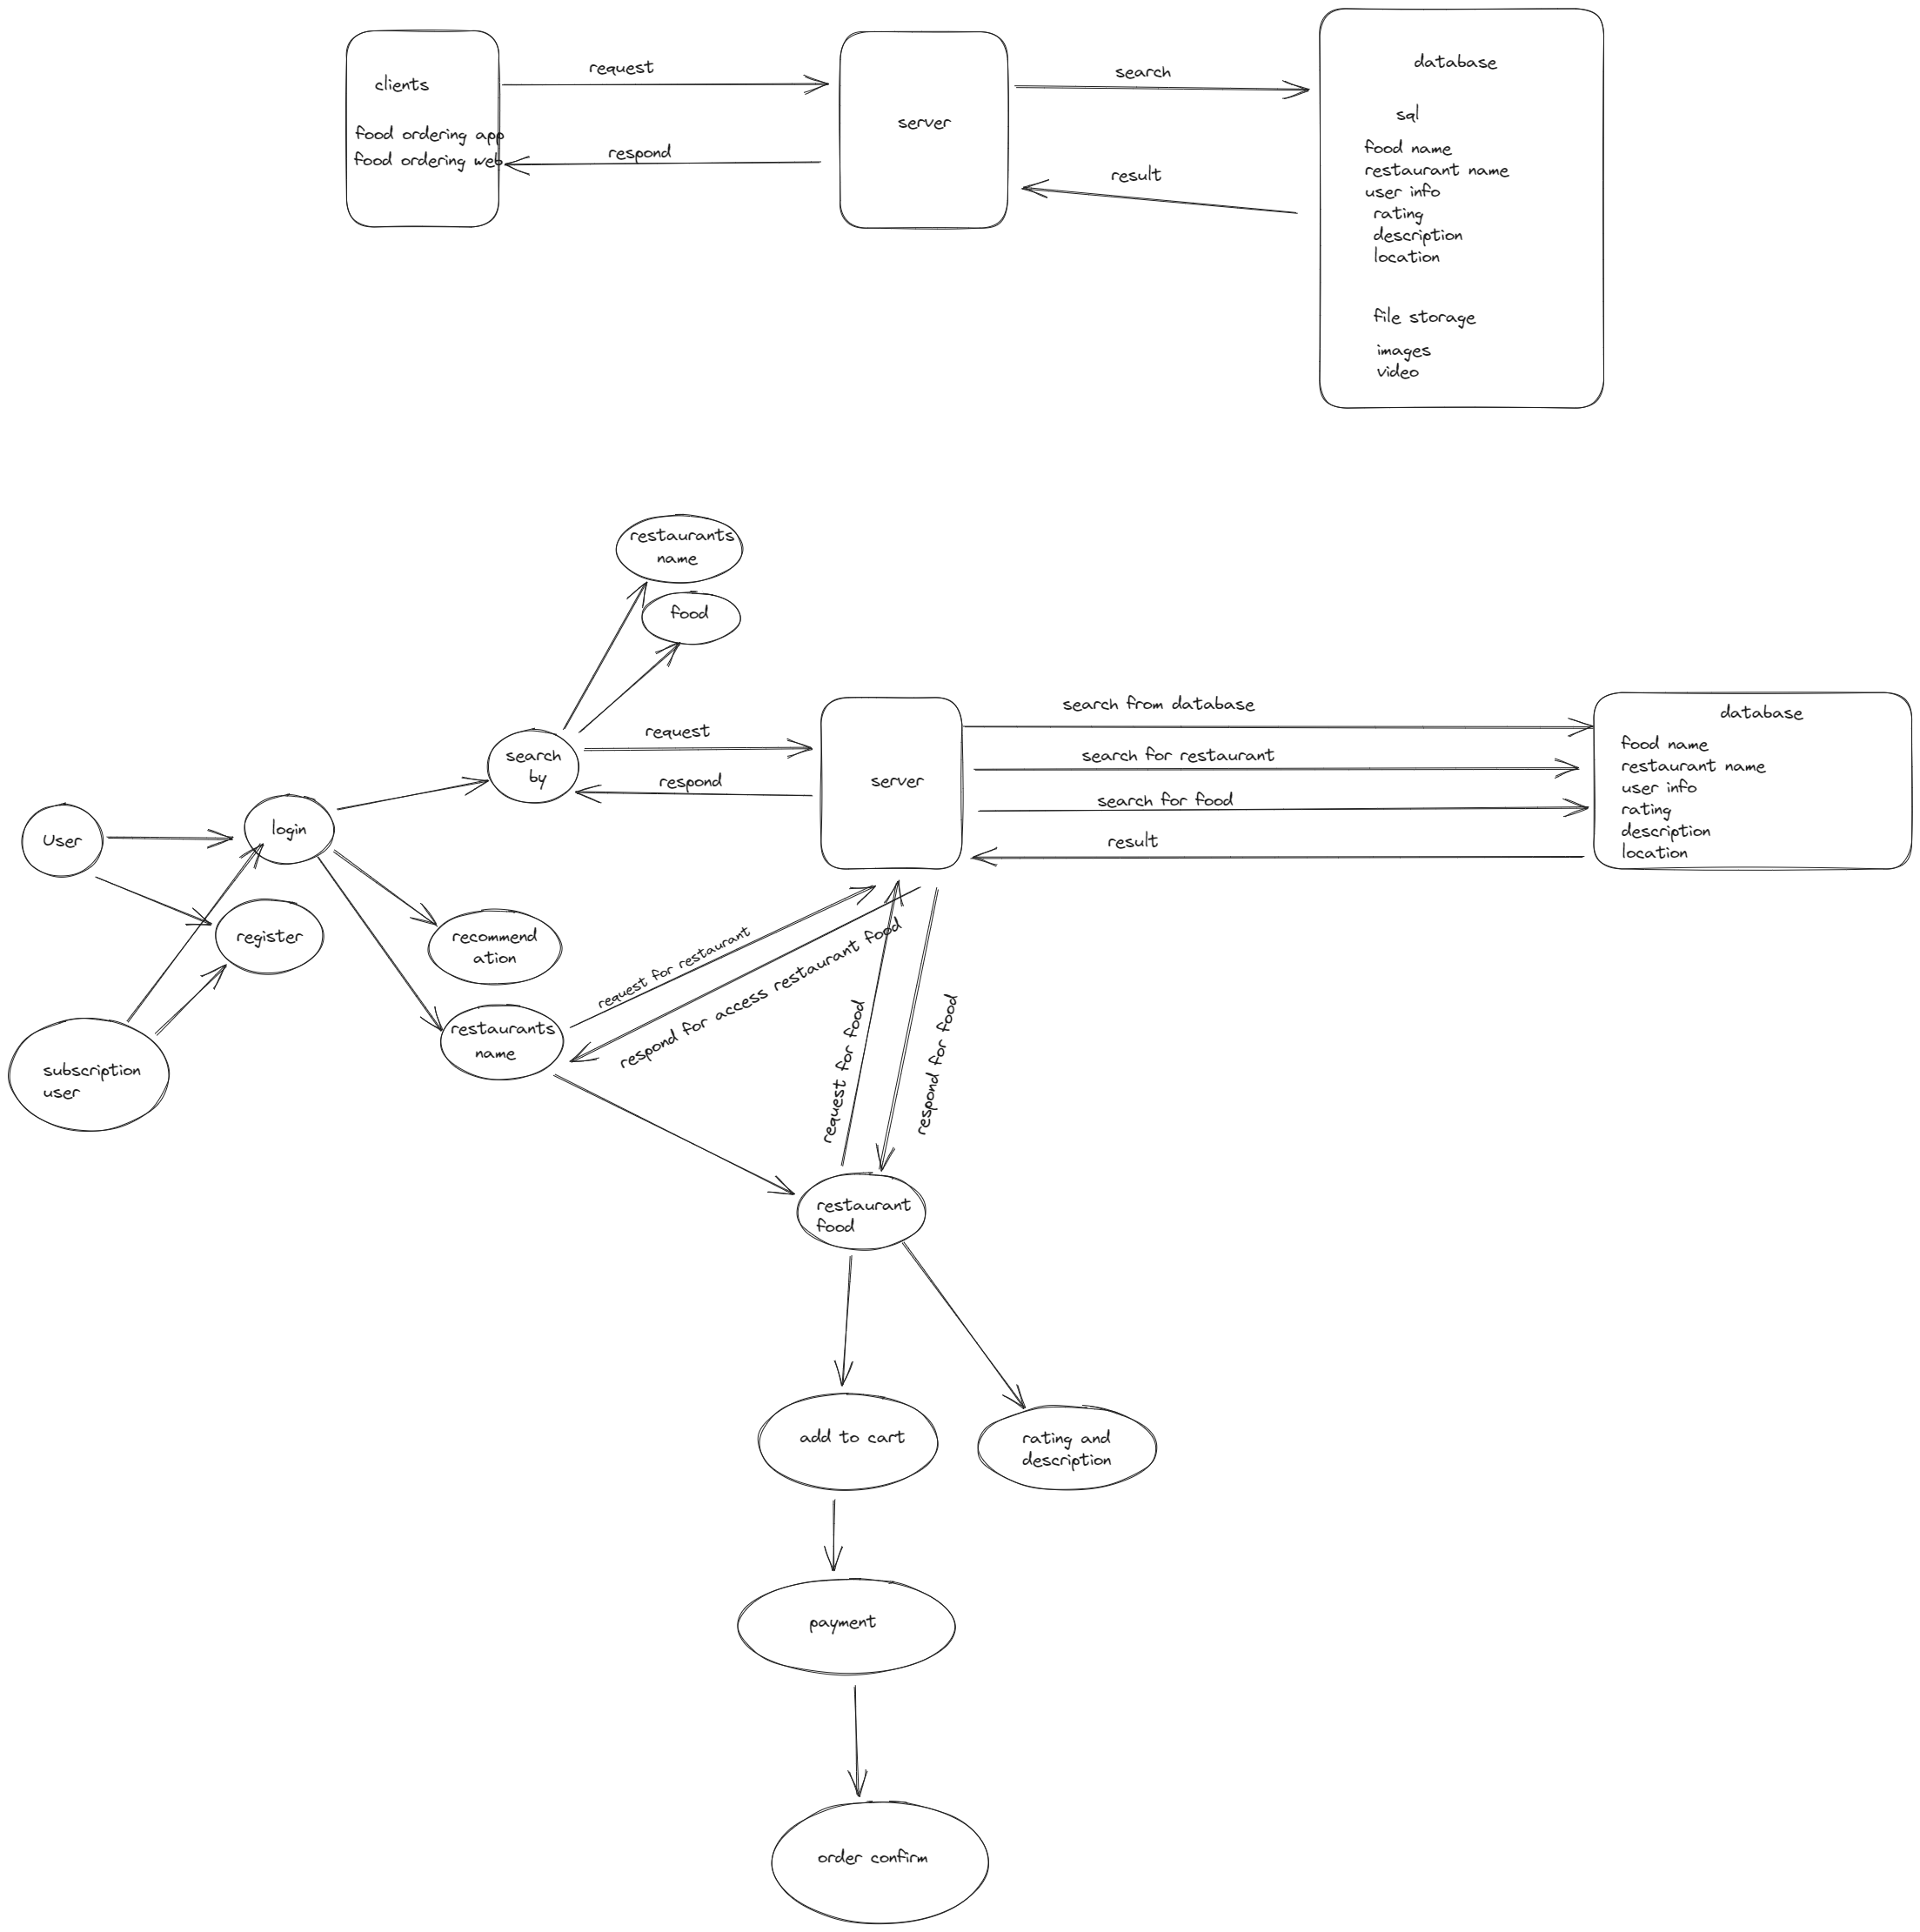 clients
food ordering app
food ordering web
request
respond
server
search
result
database
sql
food name
restaurant name
user info
rating
description
location
file storage
images
video
restaurants
name
food
search
by
request
respond
server
search from database
search for restaurant
search for food
result
database
food name
restaurant name
user info
rating
description
location
User
login
register
subscription
user
recommend
ation
restaurants
name
request for restaurant
respond for access restaurant food
request for food
respond for food
restaurant
food
add to cart
rating and
description
payment
order confirm